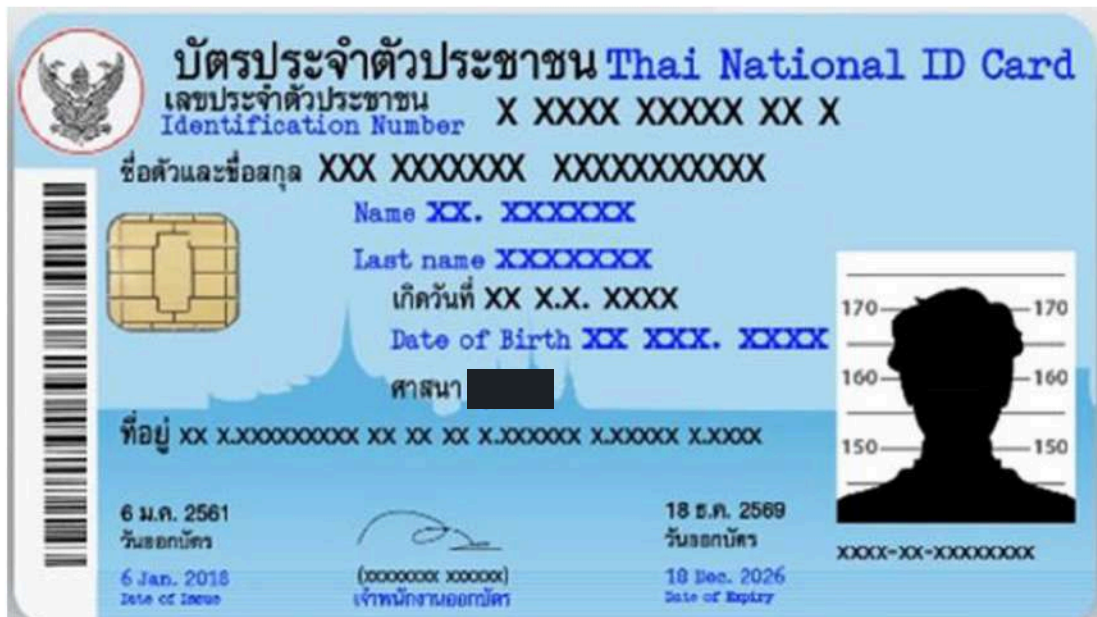 บัตรประจำตัวประชาชน Thai National ID Card
เลขประจำตัวประชาชน
Identification Number X XXXX XXXXX XX X
ชื่อตัวและชื่อสกุล XXX XXXXXXX XXXXXXXXXXX
Name XX. XXXXXX
Last name XXXXXXXX
เกิดวันที่ XX X.X. XXXX
Date of Birth XX XXX. XXXX
ศาสนา
ที่อยู่ xx x.xxxxxxxxx xx xx xx x.xxxxxx x.xxxxx x.xxxx
170 170
160 160
150 150
6 ม.ค. 2561
วันออกบัตร
6 Jan. 2018
Date of Issue
(xxxxxxxx xxxxxx)
เจ้าพนักงานออกบัตร
18 ธ.ค. 2569
วันออกบัตร
18 Dec. 2026
Date of Expiry
xxxx-xx-xxxxxxxx